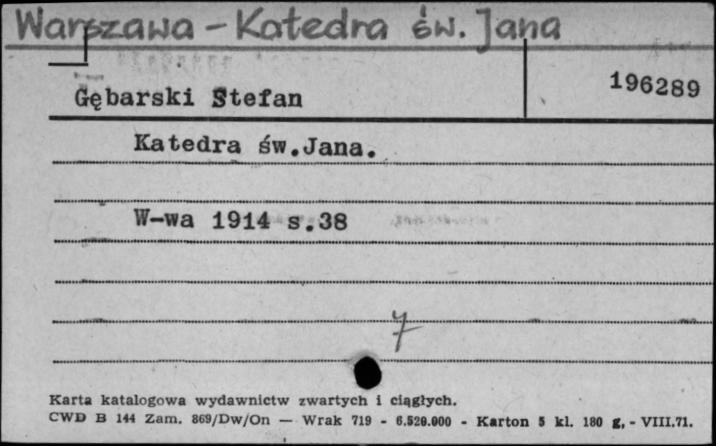 Warszawa - Katedra św. Jana
196289
Gębarski Stefan
Katedra św.Jana.
W-wa 1914 s.38
7
Karta katalogowa wydawnictw zwartych i ciągłych.
CWD B 144 Zam. 869/Dw/On — Wrak 719 - 6.520.000 - Karton 5 kl. 180 g, - VIII.71.